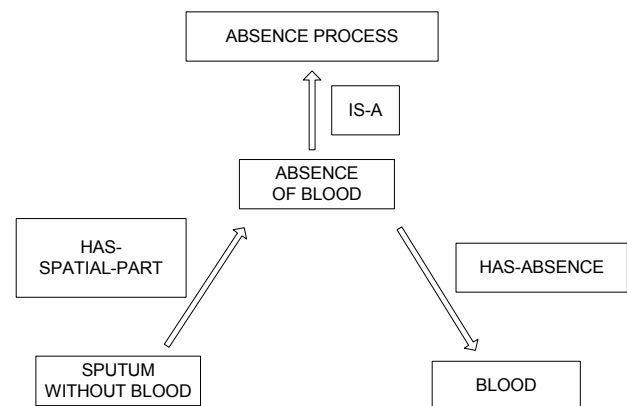 ABSENCE PROCESS
IS-A
ABSENCE
OF BLOOD
HAS-
SPATIAL-PART
HAS-ABSENCE
SPUTUM
WITHOUT BLOOD
BLOOD